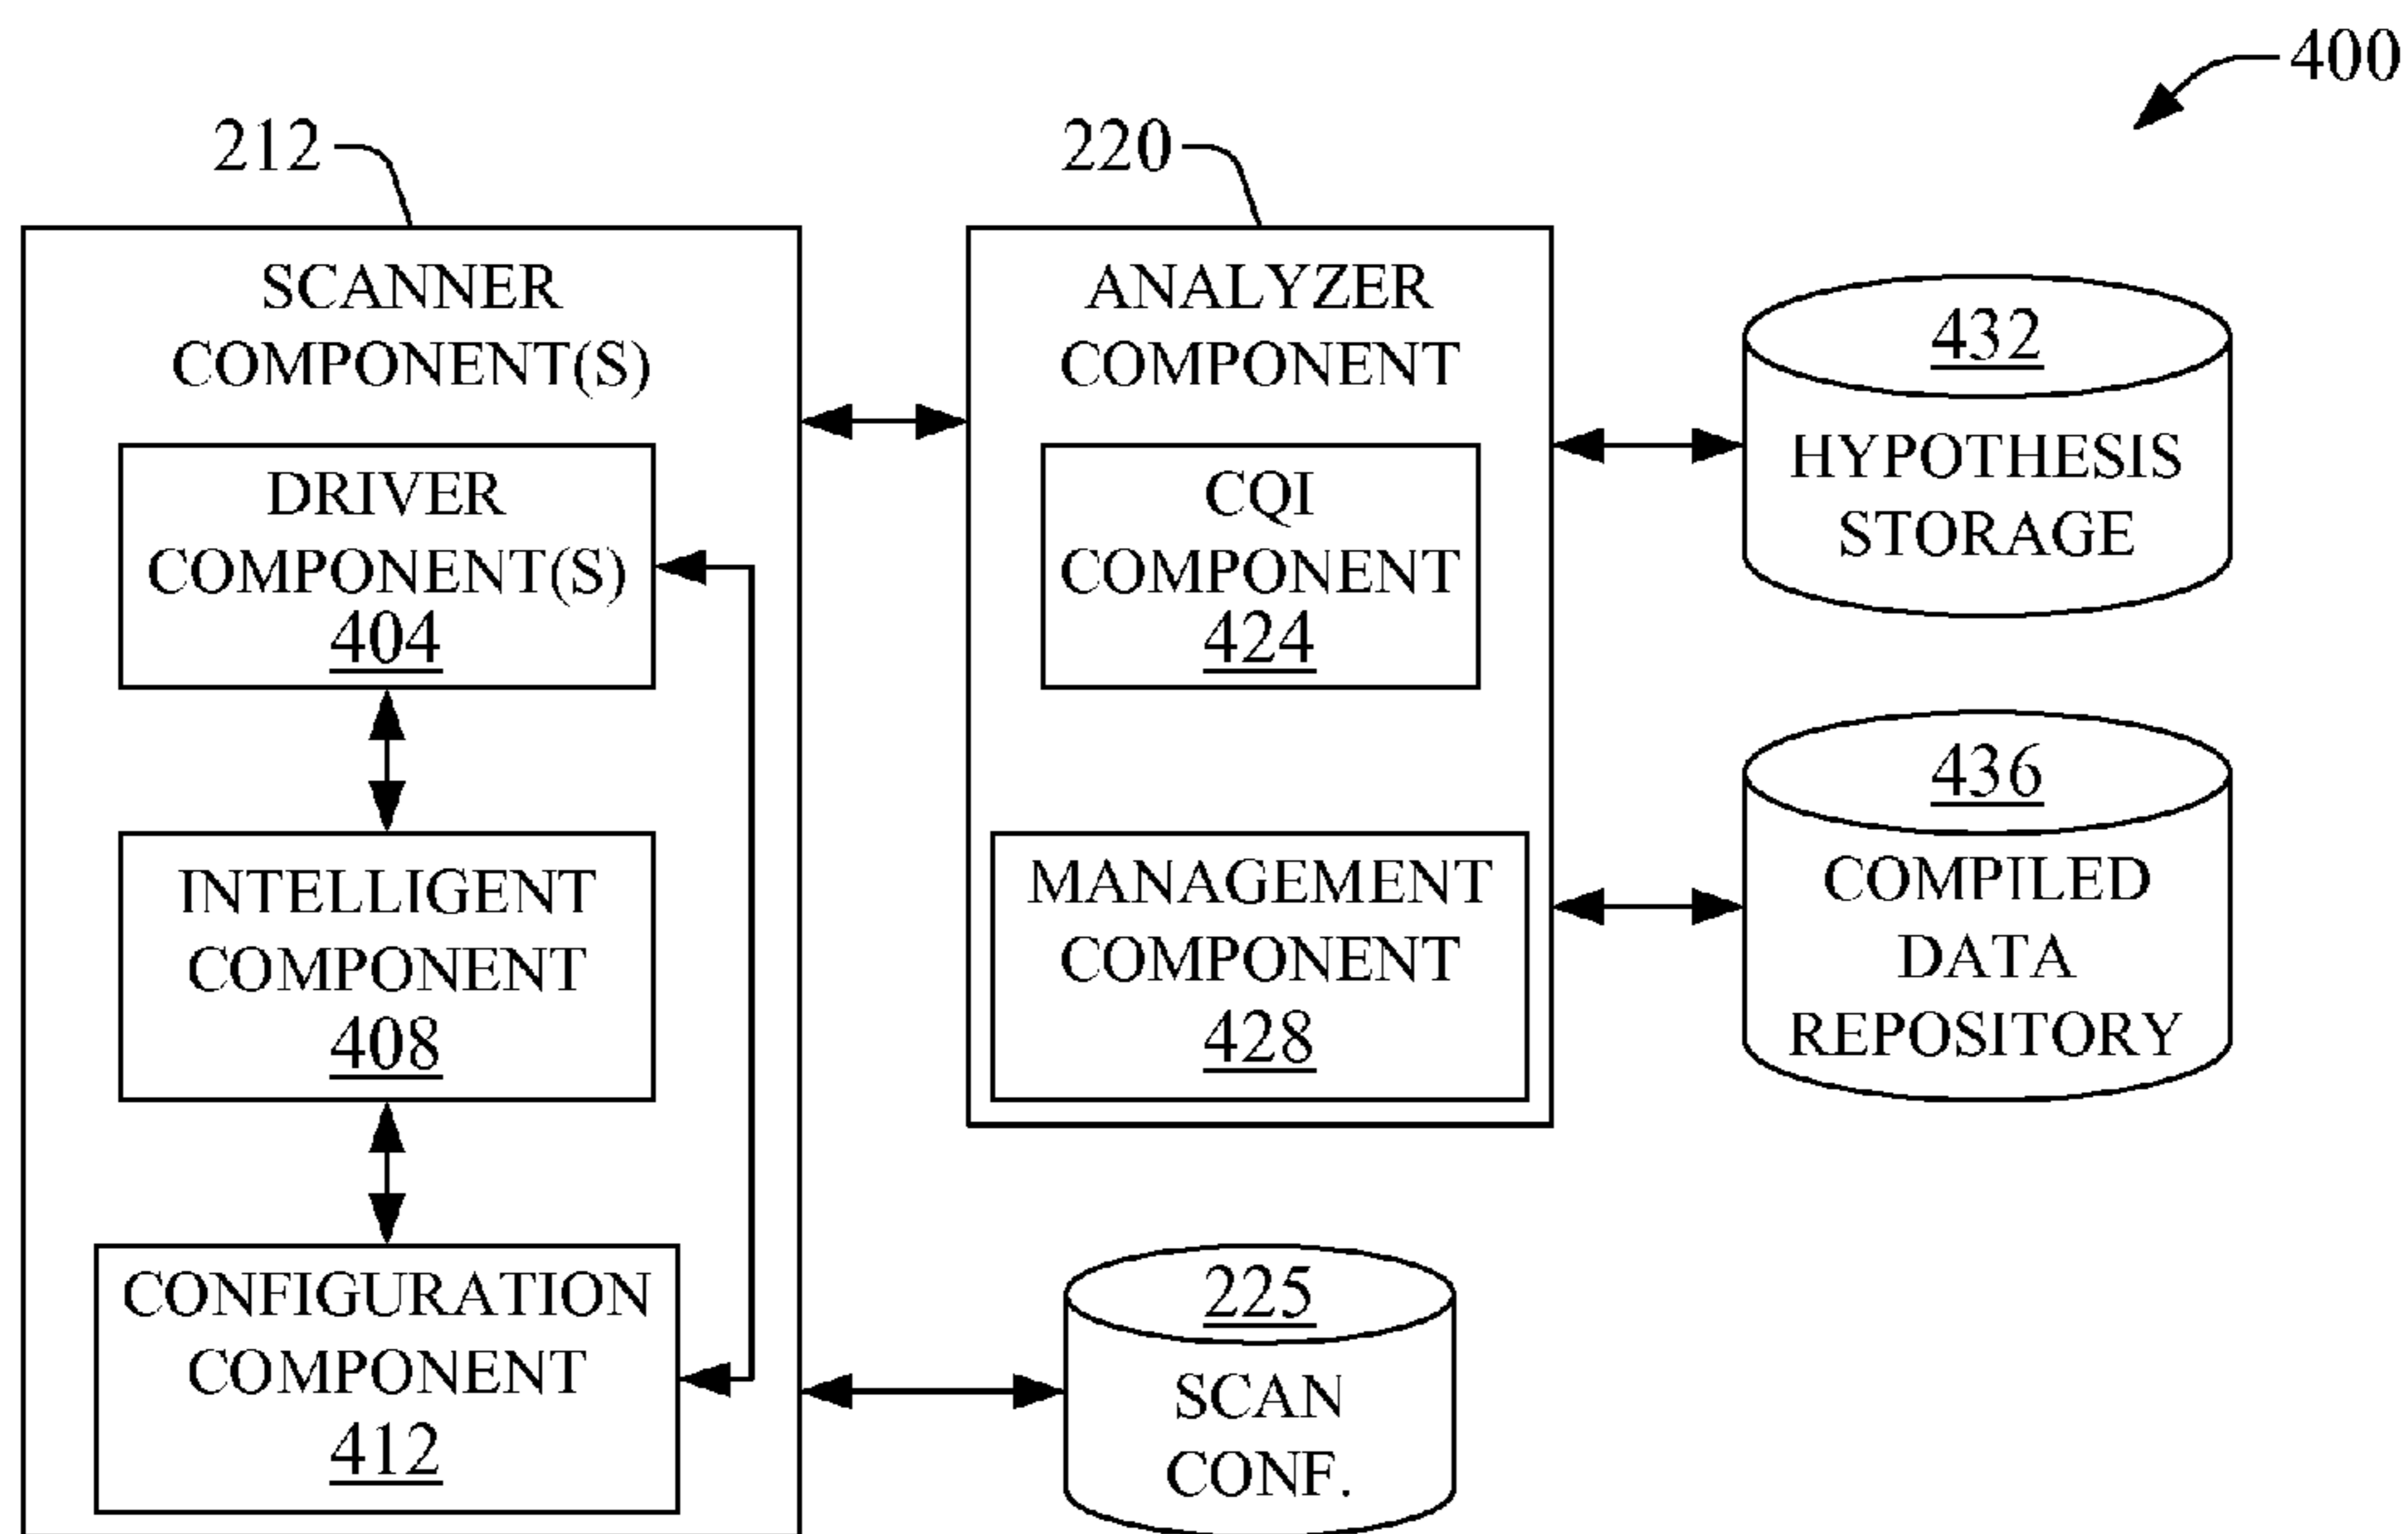 400
212
220
SCANNER
COMPONENT(S)
DRIVER
COMPONENT(S)
404
INTELLIGENT
COMPONENT
408
CONFIGURATION
COMPONENT
412
ANALYZER
COMPONENT
CQI
COMPONENT
424
MANAGEMENT
COMPONENT
428
432
HYPOTHESIS
STORAGE
436
COMPILED
DATA
REPOSITORY
225
SCAN
CONF.